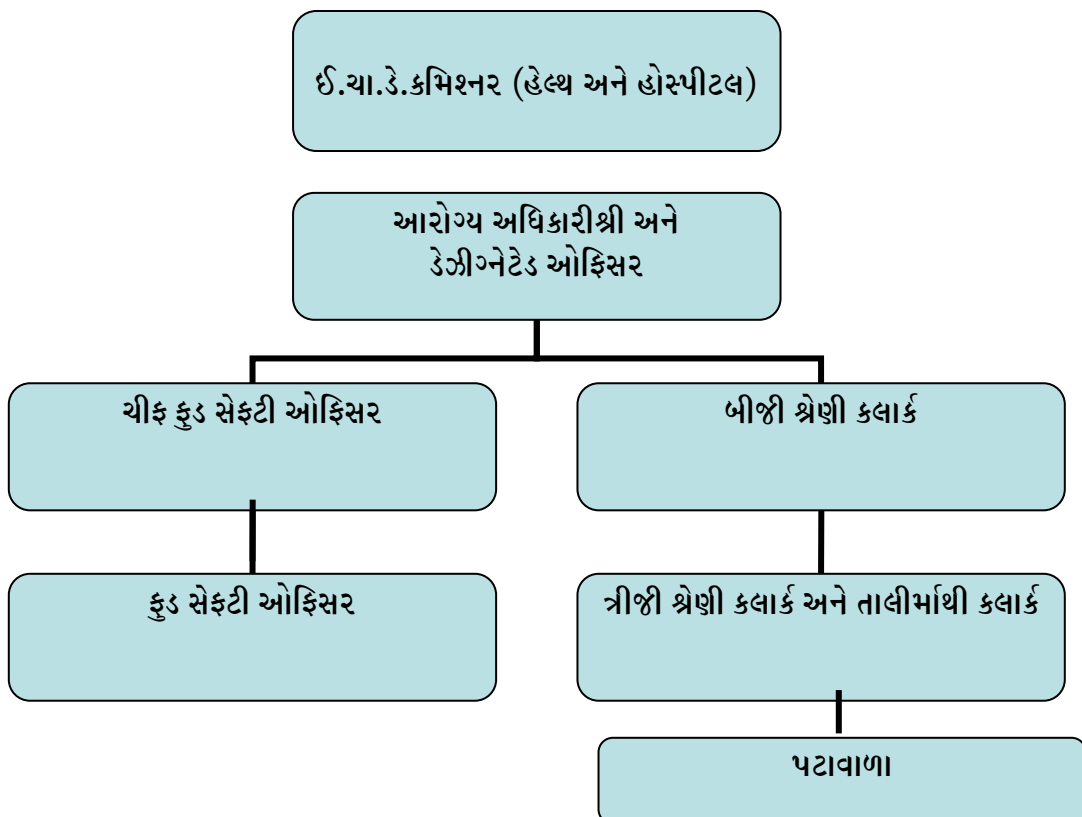 ઈ.ચા.ડે.કમિશ્નર (હેલ્થ અને હોસ્પીટલ)
આરોગ્ય અધિકારીશ્રી અને
ડેઝીગ્નેટેડ ઓફિસર
ચીફ ફુડ સેફટી ઓફિસર
બીજી શ્રેણી કલાર્ક
ફુડ સેફટી ઓફિસર
ત્રીજી શ્રેણી કલાર્ક અને તાલીર્માથી કલાર્ક
પટાવાળા